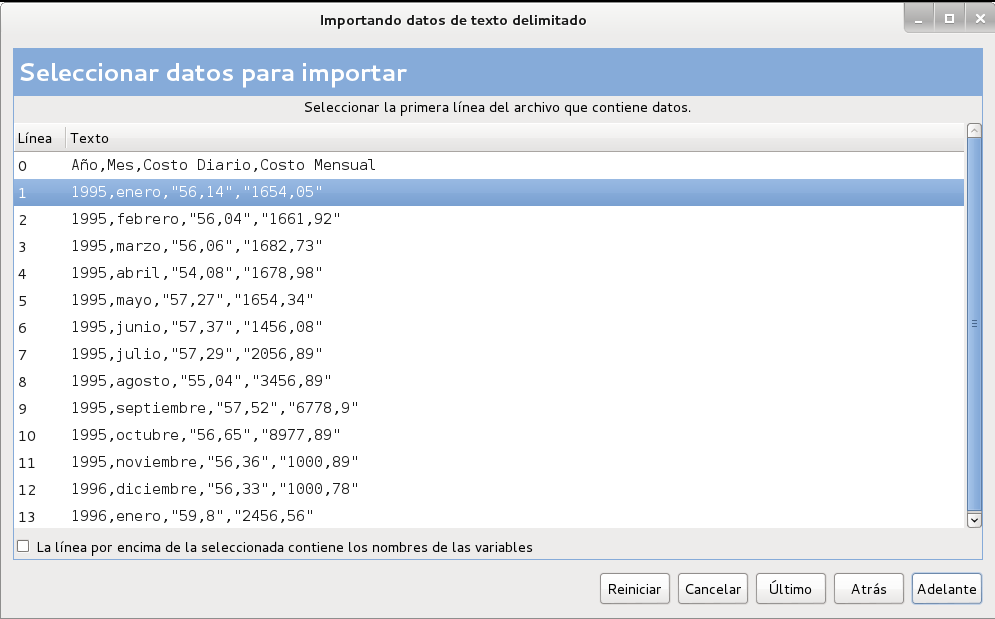 Importando datos de texto delimitado
Seleccionar datos para importar
Seleccionar la primera línea del archivo que contiene datos.
Línea Texto
0 Año,Mes,Costo Diario,Costo Mensual
1 1995,enero,"56,14","1654,05"
2 1995,febrero,"56,04","1661,92"
3 1995,marzo,"56,06","1682,73"
4 1995,abril,"54,08","1678,98"
5 1995,mayo,"57,27","1654,34"
6 1995,junio,"57,37","1456,08"
7 1995,julio,"57,29","2056,89"
8 1995,agosto,"55,04","3456,89"
9 1995,septiembre,"57,52","6778,9"
10 1995,octubre,"56,65","8977,89"
11 1995,noviembre,"56,36","1000,89"
12 1996,diciembre,"56,33","1000,78"
13 1996,enero,"59,8","2456,56"
La línea por encima de la seleccionada contiene los nombres de las variables
Reiniciar Cancelar Último Atrás Adelante